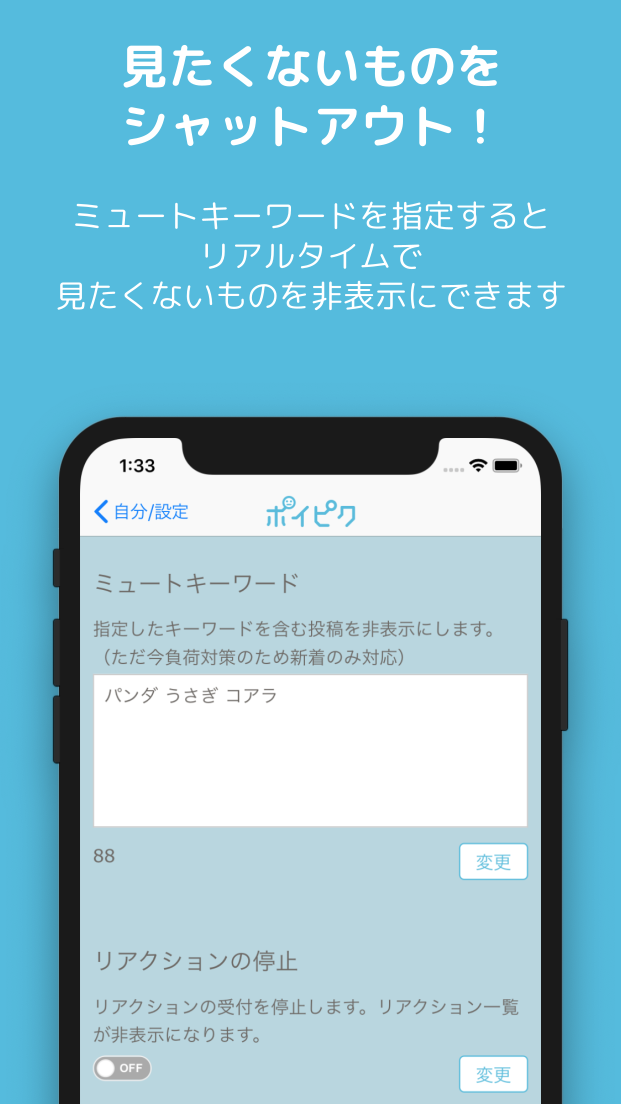 見たくないものを
シャットアウト！
ミュートキーワードを指定すると
リアルタイムで
見たくないものを非表示にできます
1:33
自分/設定
ポイピク
ミュートキーワード
指定したキーワードを含む投稿を非表示にします。
（ただ今負荷対策のため新着のみ対応）
パンダ うさぎ コアラ
88
変更
リアクションの停止
リアクションの受付を停止します。リアクション一覧
が非表示になります。
OFF
変更